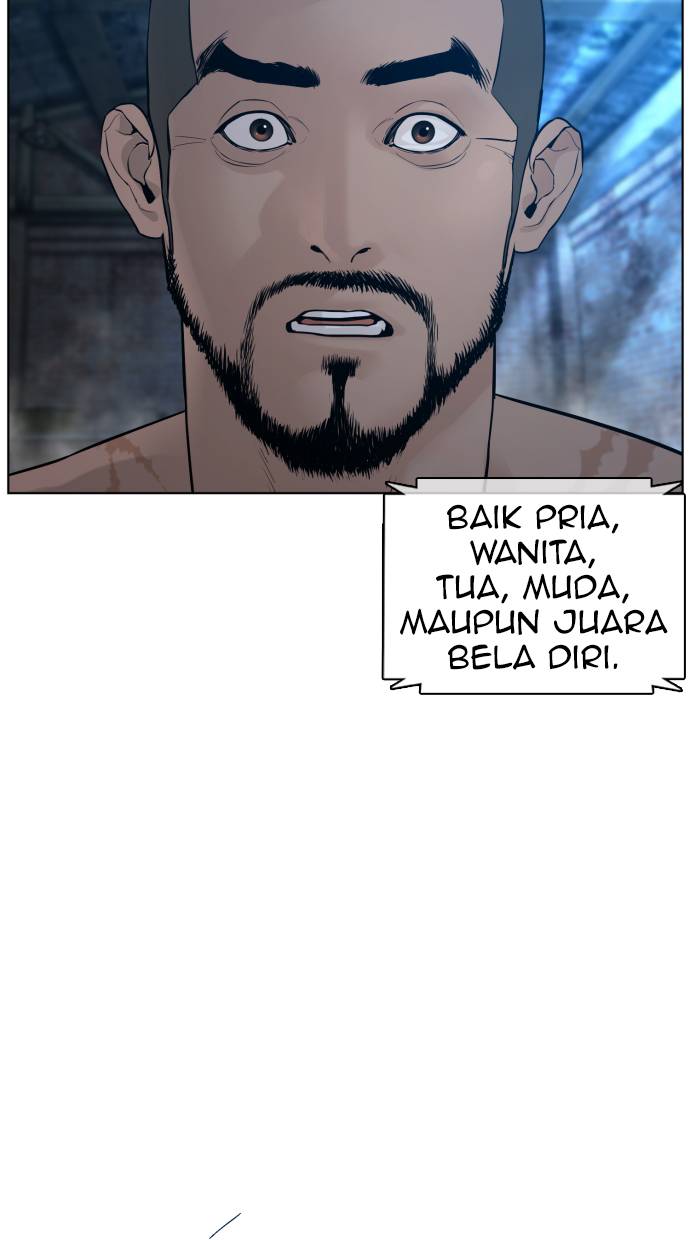 BAIK PRIA,
WANITA,
TUA, MUDA,
MAUPUN JUARA
BELA DIRI.